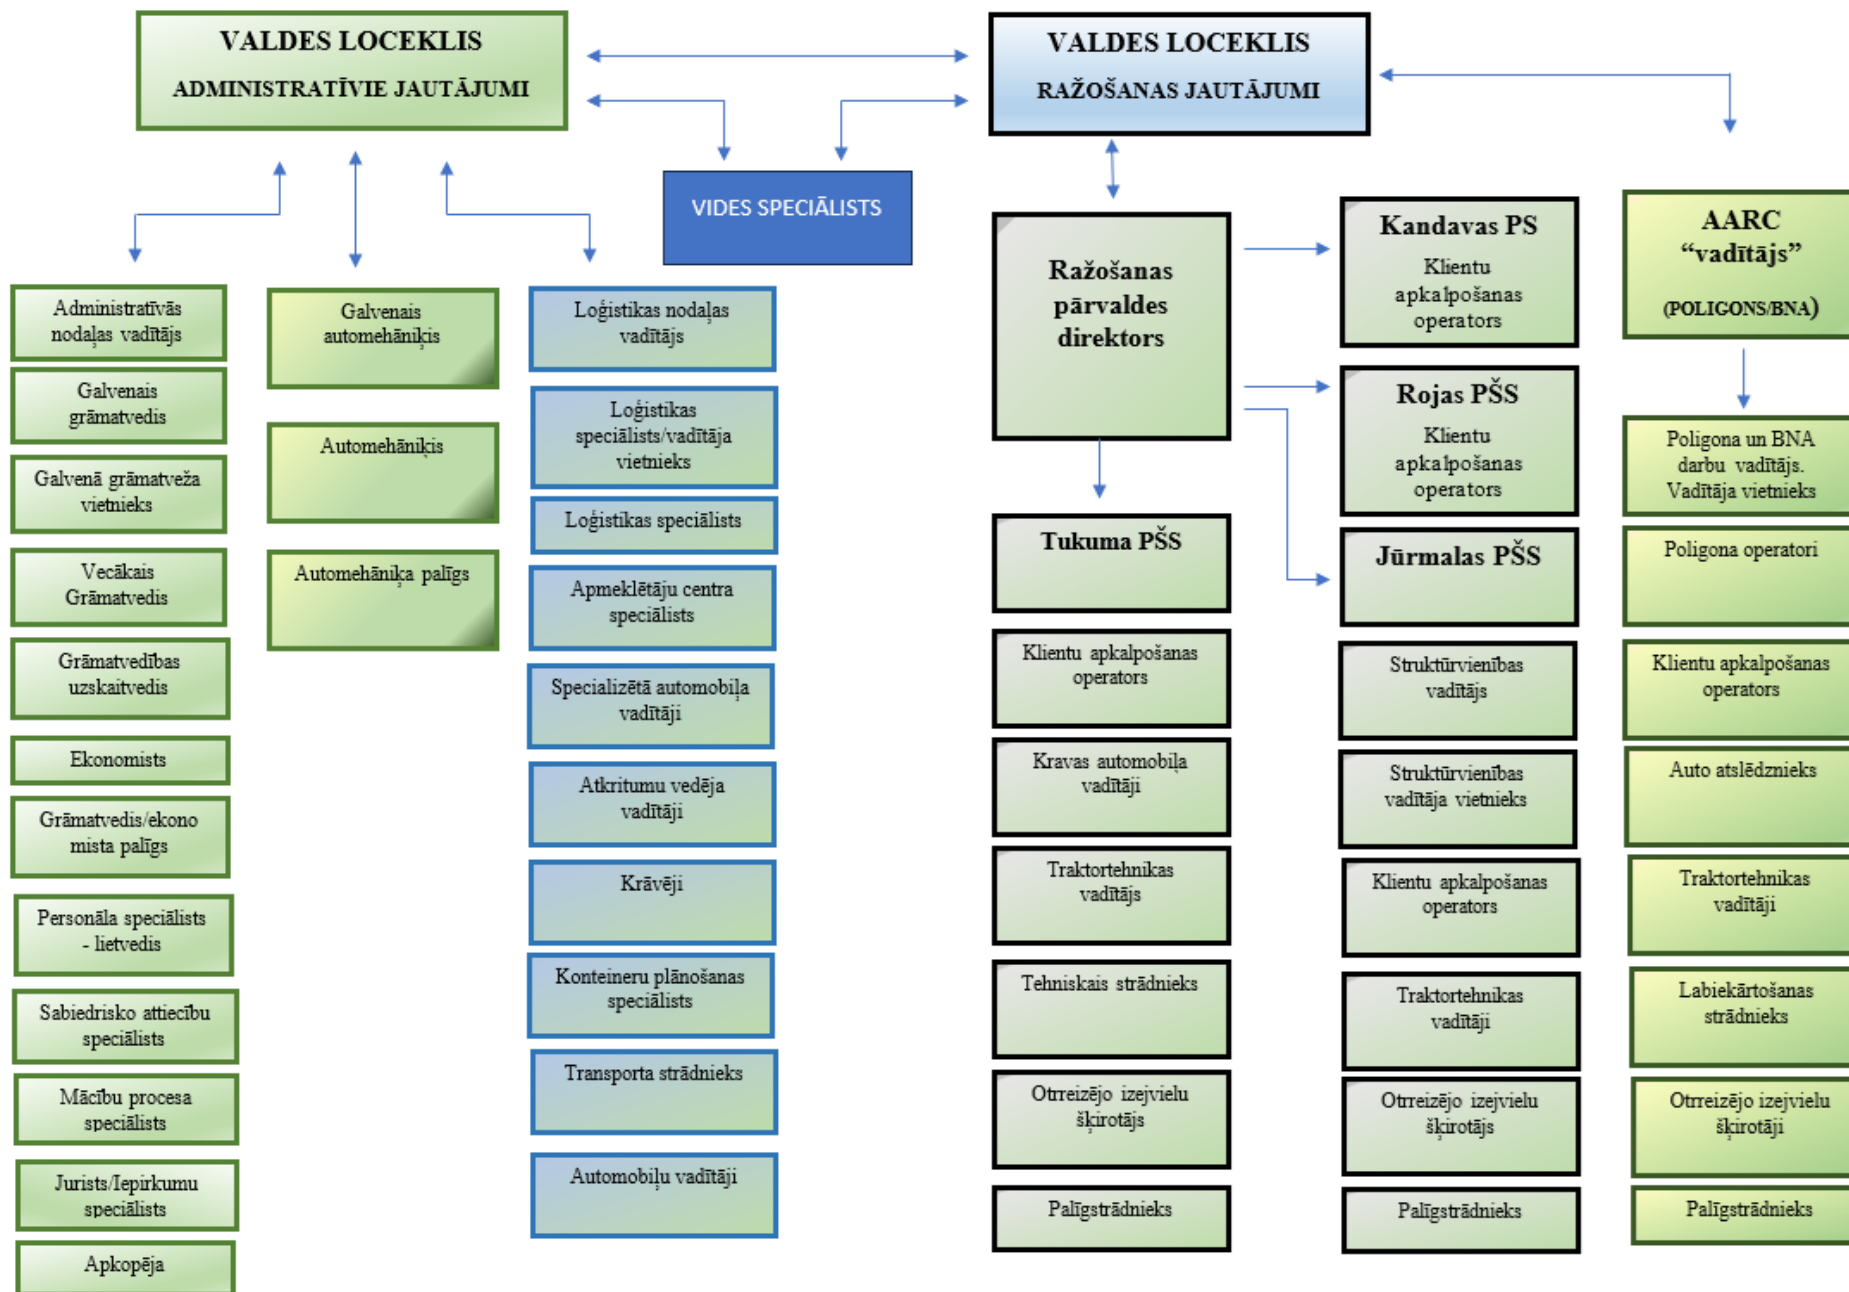 VALDES LOCEKLIS
ADMINISTRATĪVIE JAUTĀJUMI
VALDES LOCEKLIS
RAŽOŠANAS JAUTĀJUMI
VIDES SPECIĀLISTS
Administratīvās
nodaļas vadītājs
Galvenais
grāmatvedis
Galvenā grāmatveža
vietnieks
Vecākais
Grāmatvedis
Grāmatvedības
uzskaitvedis
Ekonomists
Grāmatvedis/ekono
mista palīgs
Personāla speciālists
- lietvedis
Sabiedrisko attiecību
speciālists
Mācību procesa
speciālists
Jurists/Iepirkumu
speciālists
Apkopēja
Galvenais
automehāniķis
Automehāniķis
Automehāniķa palīgs
Loģistikas nodaļas
vadītājs
Loģistikas
speciālists/vadītāja
vietnieks
Loģistikas speciālists
Apmeklētāju centra
speciālists
Specializētā automobiļa
vadītāji
Atkritumu vedēja
vadītāji
Krāvēji
Konteineru plānošanas
speciālists
Transporta strādnieks
Automobiļu vadītāji
Ražošanas
pārvaldes
direktors
Tukuma PŠS
Klientu apkalpošanas
operators
Kravas automobiļa
vadītāji
Traktortehnikas
vadītājs
Tehniskais strādnieks
Otrreizējo izejvielu
šķirotājs
Palīgstrādnieks
Kandavas PS
Klientu
apkalpošanas
operators
Rojas PŠS
Klientu
apkalpošanas
operators
Jūrmalas PŠS
Struktūrvienības
vadītājs
Struktūrvienības
vadītāja vietnieks
Klientu apkalpošanas
operators
Traktortehnikas
vadītāji
Otrreizējo izejvielu
šķirotājs
Palīgstrādnieks
AARC
“vadītājs”
(POLIGONS/BNA)
Poligona un BNA
darbu vadītājs.
Vadītāja vietnieks
Poligona operatori
Klientu apkalpošanas
operators
Auto atslēdznieks
Traktortehnikas
vadītāji
Labiekārtošanas
strādnieks
Otrreizējo izejvielu
šķirotāji
Palīgstrādnieks